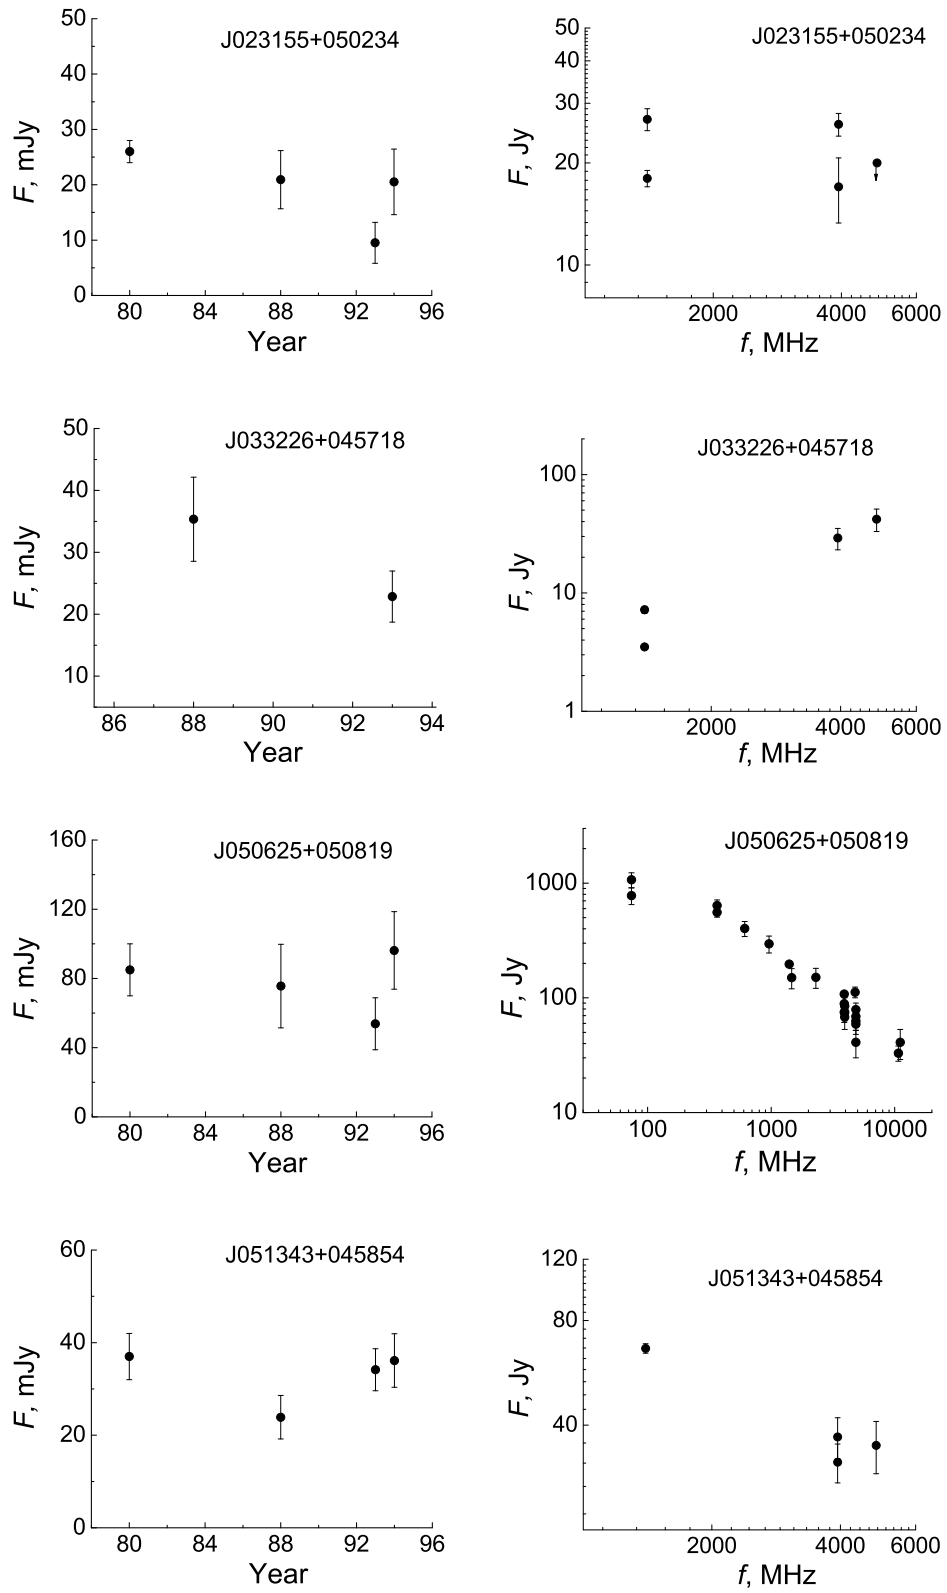 J023155+050234
50
40
30
20
10
0
F, mJy
80 84 88 92 96
Year
J023155+050234
50
40
30
20
10
F, Jy
2000 4000 6000
f, MHz
J033226+045718
50
40
30
20
10
F, mJy
86 88 90 92 94
Year
J033226+045718
100
10
1
F, Jy
2000 4000 6000
f, MHz
J050625+050819
160
120
80
40
0
F, mJy
80 84 88 92 96
Year
J050625+050819
1000
100
10
F, Jy
100 1000 10000
f, MHz
J051343+045854
60
40
20
0
F, mJy
80 84 88 92 96
Year
J051343+045854
120
80
40
F, Jy
2000 4000 6000
f, MHz